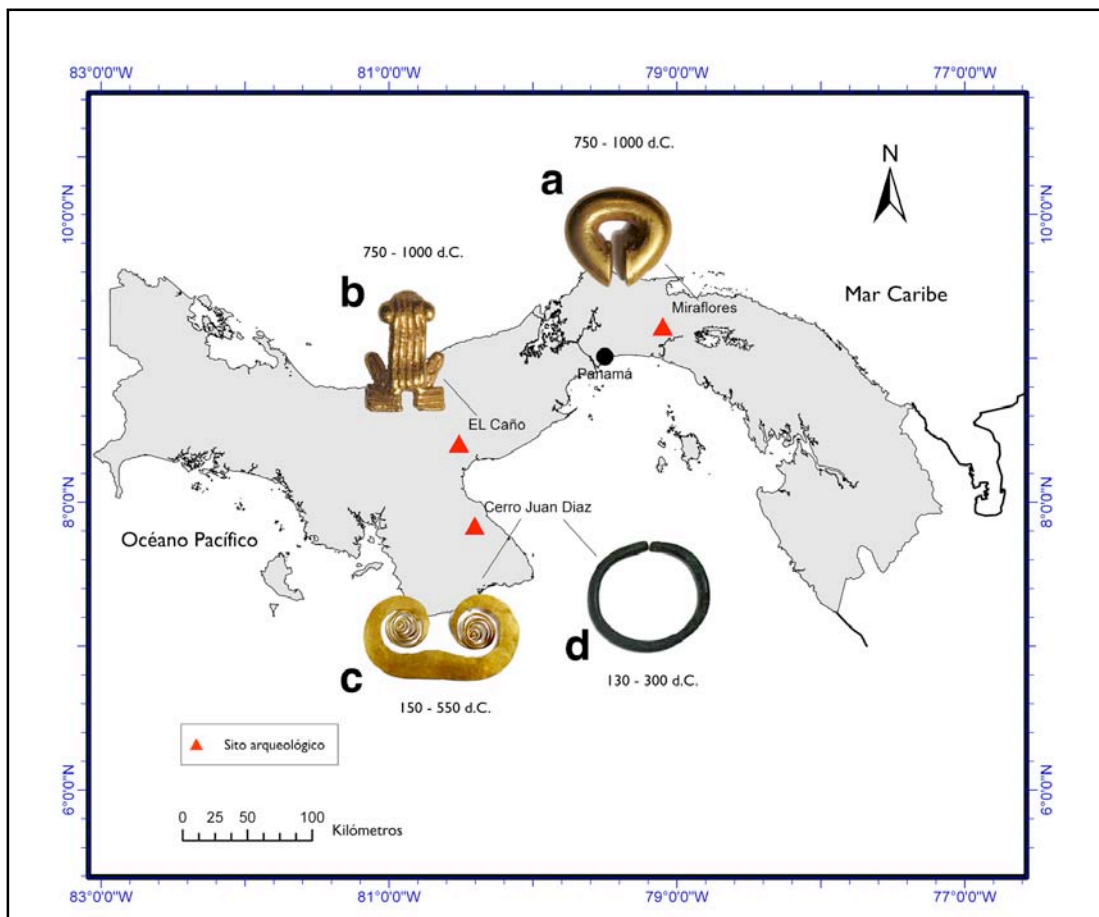 83°0'0"W
81°0'0"W
79°0'0"W
77°0'0"W
N
750 - 1000 d.C.
a
10°0'0"N
10°0'0"N
750 - 1000 d.C.
b
Mar Caribe
Miraflores
Panamá
EL Caño
8°0'0"N
8°0'0"N
Cerro Juan Diaz
Océano Pacífico
c
d
130 - 300 d.C.
150 - 550 d.C.
Sito arqueológico
6°0'0"N
6°0'0"N
0 25 50 100
Kilómetros
83°0'0"W
81°0'0"W
79°0'0"W
77°0'0"W